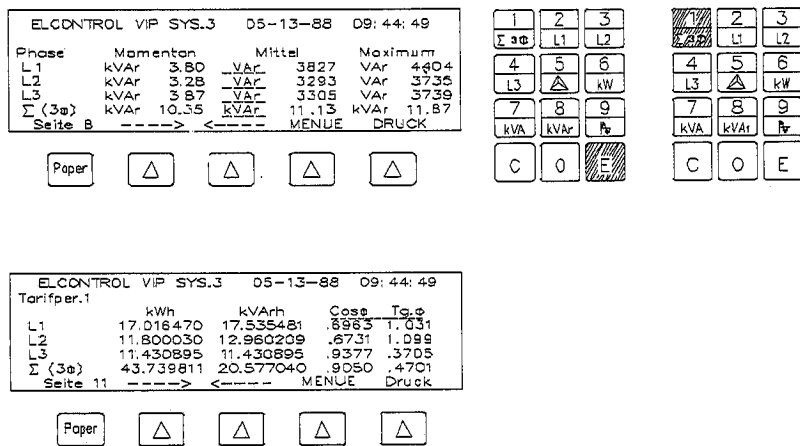 ELCONTROL VIP SYS.3 05-13-88 09:44:49
Phase Momentan Mittel Maximum
L1 kVAr 3.80 VAr 3827 VAr 4404
L2 kVAr 3.28 VAr 3293 VAr 3735
L3 kVAr 3.87 VAr 3305 VAr 3739
Σ (3φ) kVAr 10.35 kVAr 11.13 kVAr 11.87
Seite 8 -----> <----- MENUE DRUCK
Paper △ △ △ △
1 2 3
Σ 3Φ L1 L2
4 5 6
L3 kW
7 8 9
kVA kVAr
C O E
1 2 3
Σ 3Φ L1 L2
4 5 6
L3 kW
7 8 9
kVA kVAr
C O E
ELCONTROL VIP SYS.3 05-13-88 09:44:49
Tarifper.1
kWh kVArh Cosφ Tg.φ
L1 17.016470 17.535481 .6963 1.031
L2 11.800030 12.960209 .6731 1.099
L3 11.430895 11.430895 .9377 .3705
Σ (3φ) 43.739811 20.577040 .9050 .4701
Seite 11 -----> <----- MENUE Druck
Paper △ △ △ △